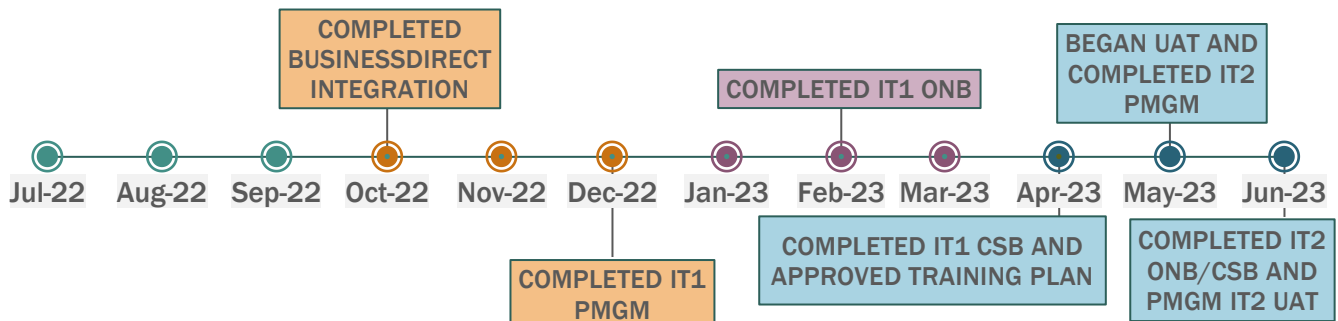 COMPLETED
BUSINESSDIRECT
INTEGRATION
COMPLETED IT1 ONB
BEGAN UAT AND
COMPLETED IT2
PMGM
Jul-22 Aug-22 Sep-22 Oct-22 Nov-22 Dec-22 Jan-23 Feb-23 Mar-23 Apr-23 May-23 Jun-23
COMPLETED IT1
PMGM
COMPLETED IT1 CSB AND
APPROVED TRAINING PLAN
COMPLETED IT2
ONB/CSB AND
PMGM IT2 UAT